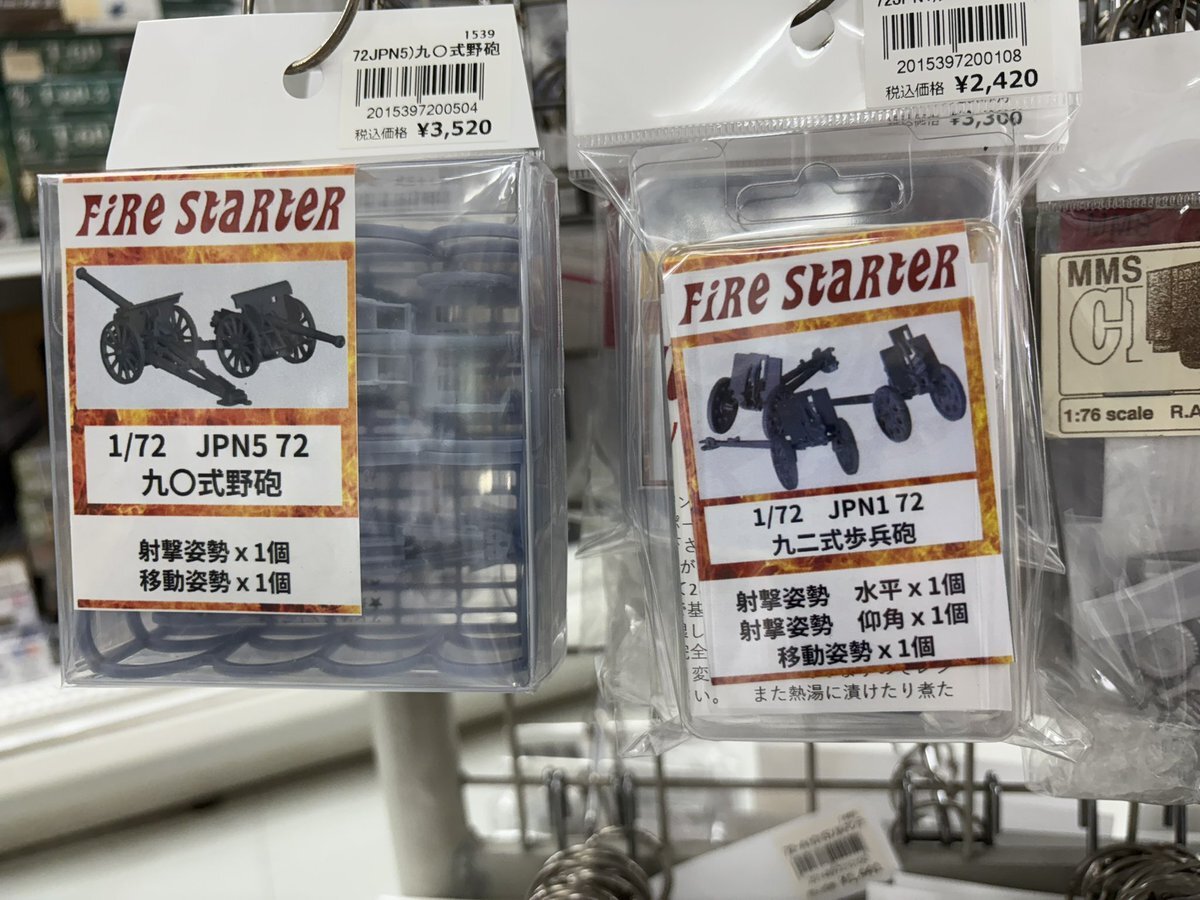 1539
72JPN5)九〇式野砲
2015397200504
税込価格 ¥3,520
FiRe StaRteR
1/72 JPN5 72
九〇式野砲
射撃姿勢 x 1個
移動姿勢 x 1個
2015397200108
税込価格 ¥2,420
¥3,300
FiRe StaRteR
1/72 JPN1 72
九二式歩兵砲
射撃姿勢 水平 x 1個
射撃姿勢 仰角 x 1個
移動姿勢 x 1個
また熱湯に漬けたり煮た
MMS
1:76 scale R.A